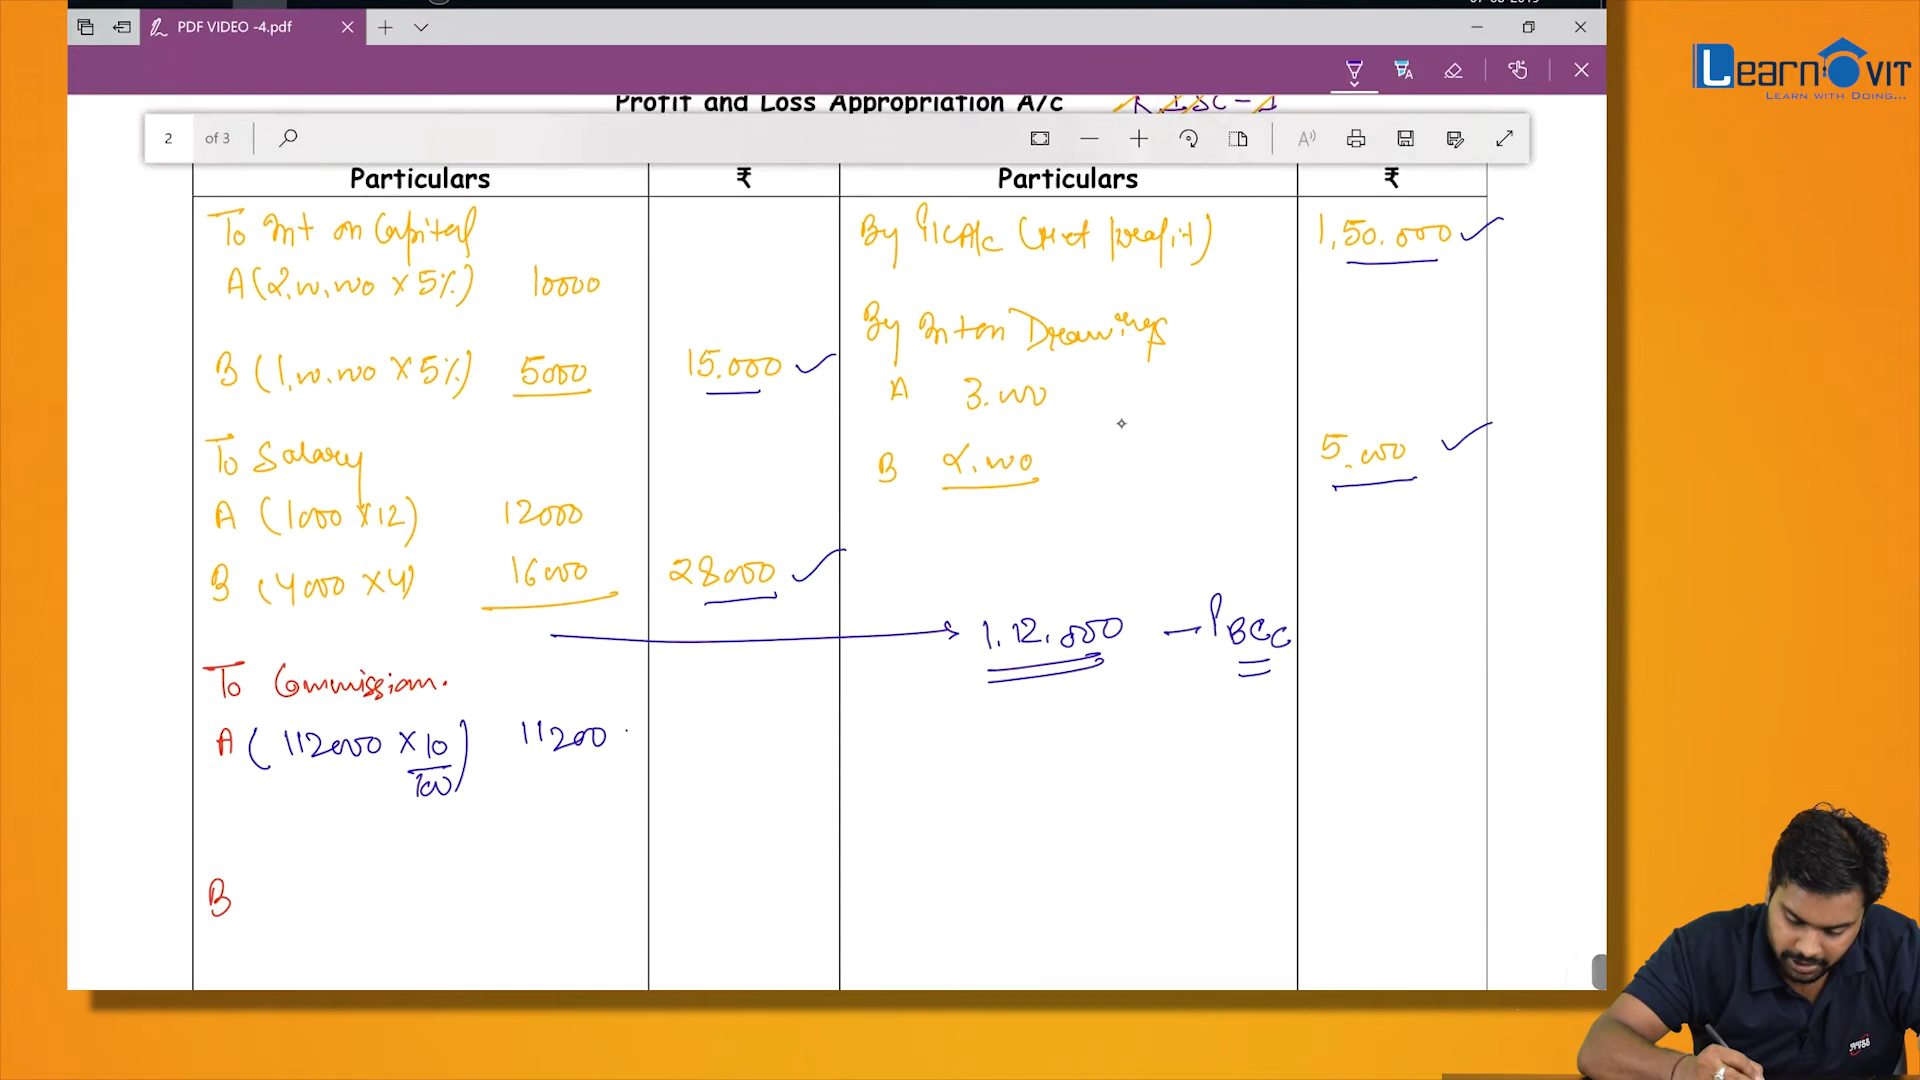 PDF VIDEO -4.pdf
LearnOVIT
LEARN WITH DOING...
Profit and Loss Appropriation A/c
2 of 3
Particulars ₹ Particulars ₹
To Int on Capital
A (2,00,000 × 5%) 10000
B (1,00,000 × 5%) 5000 15.000
To Salary
A (1000 × 12) 12000
B (4000 × 4) 16000 28000
To Commission.
A (112000 × 10/100) 11200
B
By P/L A/c (Net profit) 1,50.000
By Int on Drawings
A 3.000
B 2.000 5.000
1.12.000 – PBCC